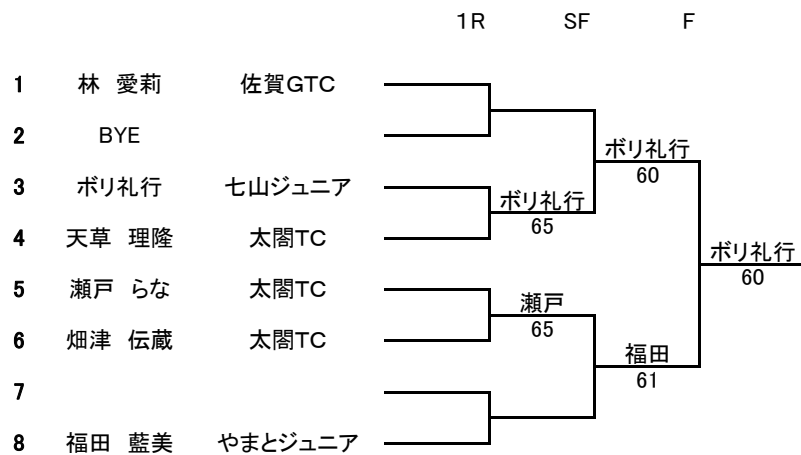 1R SF F
1 林 愛莉 佐賀GTC
2 BYE
ボリ礼行
60
3 ボリ礼行 七山ジュニア
ボリ礼行
65
4 天草 理隆 太閤TC
ボリ礼行
60
5 瀬戸 らな 太閤TC
瀬戸
65
6 畑津 伝蔵 太閤TC
福田
61
7
8 福田 藍美 やまとジュニア